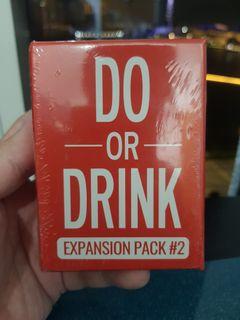 DO
OR
DRINK
EXPANSION PACK #2